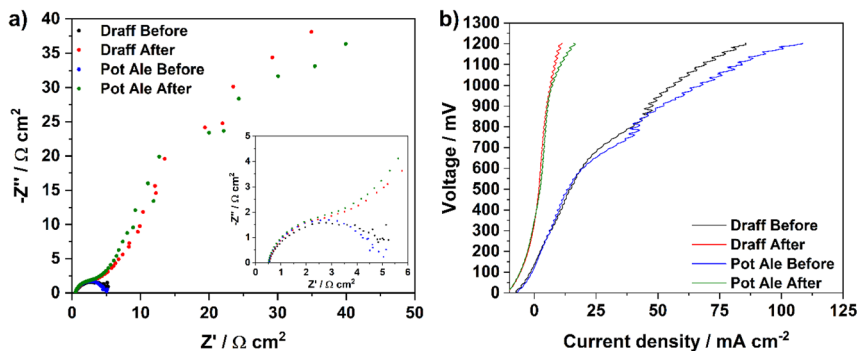 a)
-Z'' / Ω cm²
40
35
30
25
20
15
10
5
0
Draff Before
Draff After
Pot Ale Before
Pot Ale After
-Z'' / Ω cm²
5
4
3
2
1
0
0 1 2 3 4 5 6
Z' / Ω cm²
0 10 20 30 40 50
Z' / Ω cm²
b)
Voltage / mV
1300
1200
1100
1000
900
800
700
600
500
400
300
200
100
0
Draff Before
Draff After
Pot Ale Before
Pot Ale After
0 25 50 75 100 125
Current density / mA cm⁻²